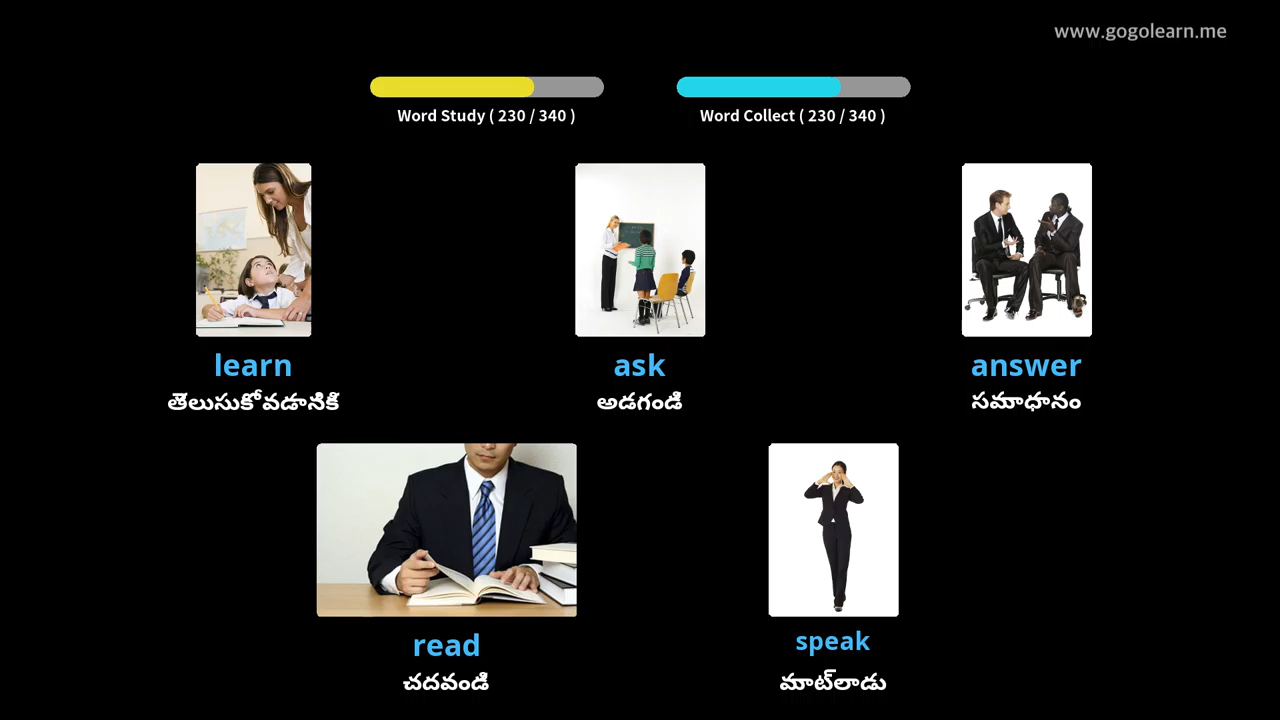 www.gogolearn.me
Word Study ( 230 / 340 )
Word Collect ( 230 / 340 )
learn
ask
answer
తెలుసుకోవడానికి
అడగండి
సమాధానం
read
speak
చదవండి
మాట్లాడు